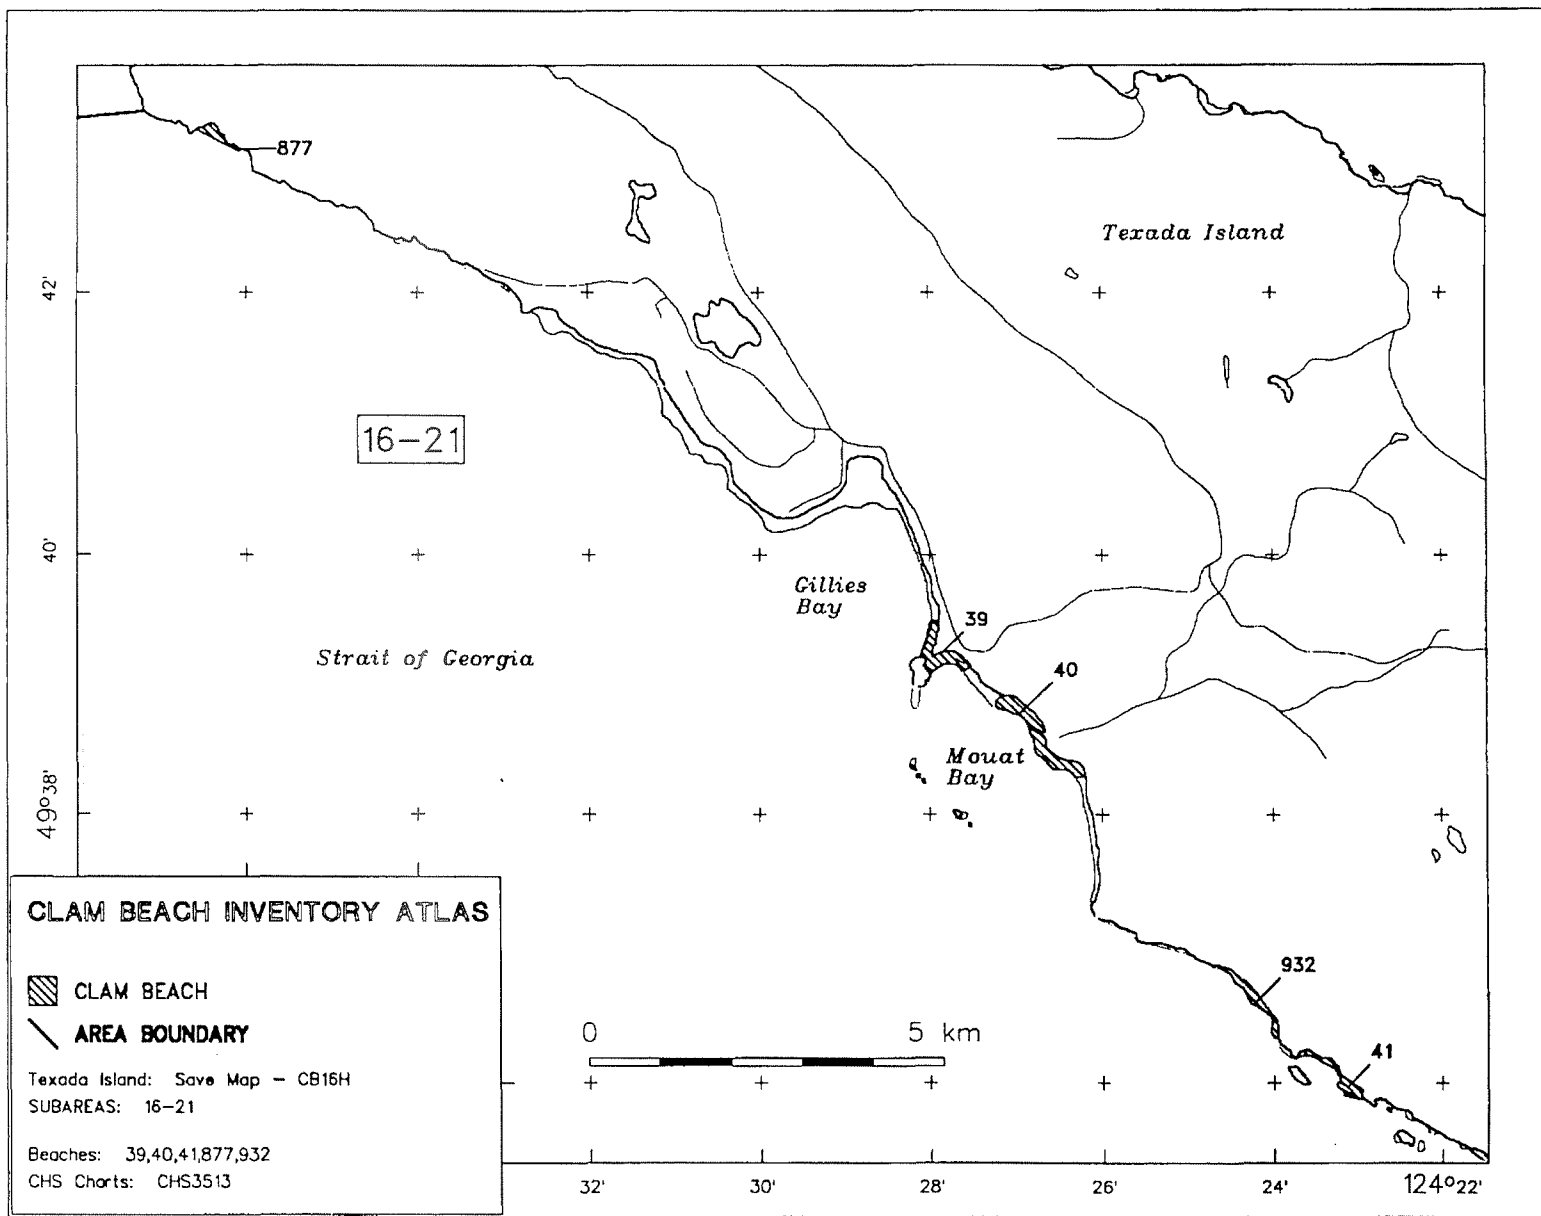 877
Texada Island
42'
16-21
40'
Gillies
Bay
39
Strait of Georgia
40
Mouat
Bay
49°38'
CLAM BEACH INVENTORY ATLAS
CLAM BEACH
AREA BOUNDARY
Texada Island: Save Map - CB16H
SUBAREAS: 16-21
Beaches: 39,40,41,877,932
CHS Charts: CHS3513
932
0 5 km
41
32' 30' 28' 26' 24' 124°22'